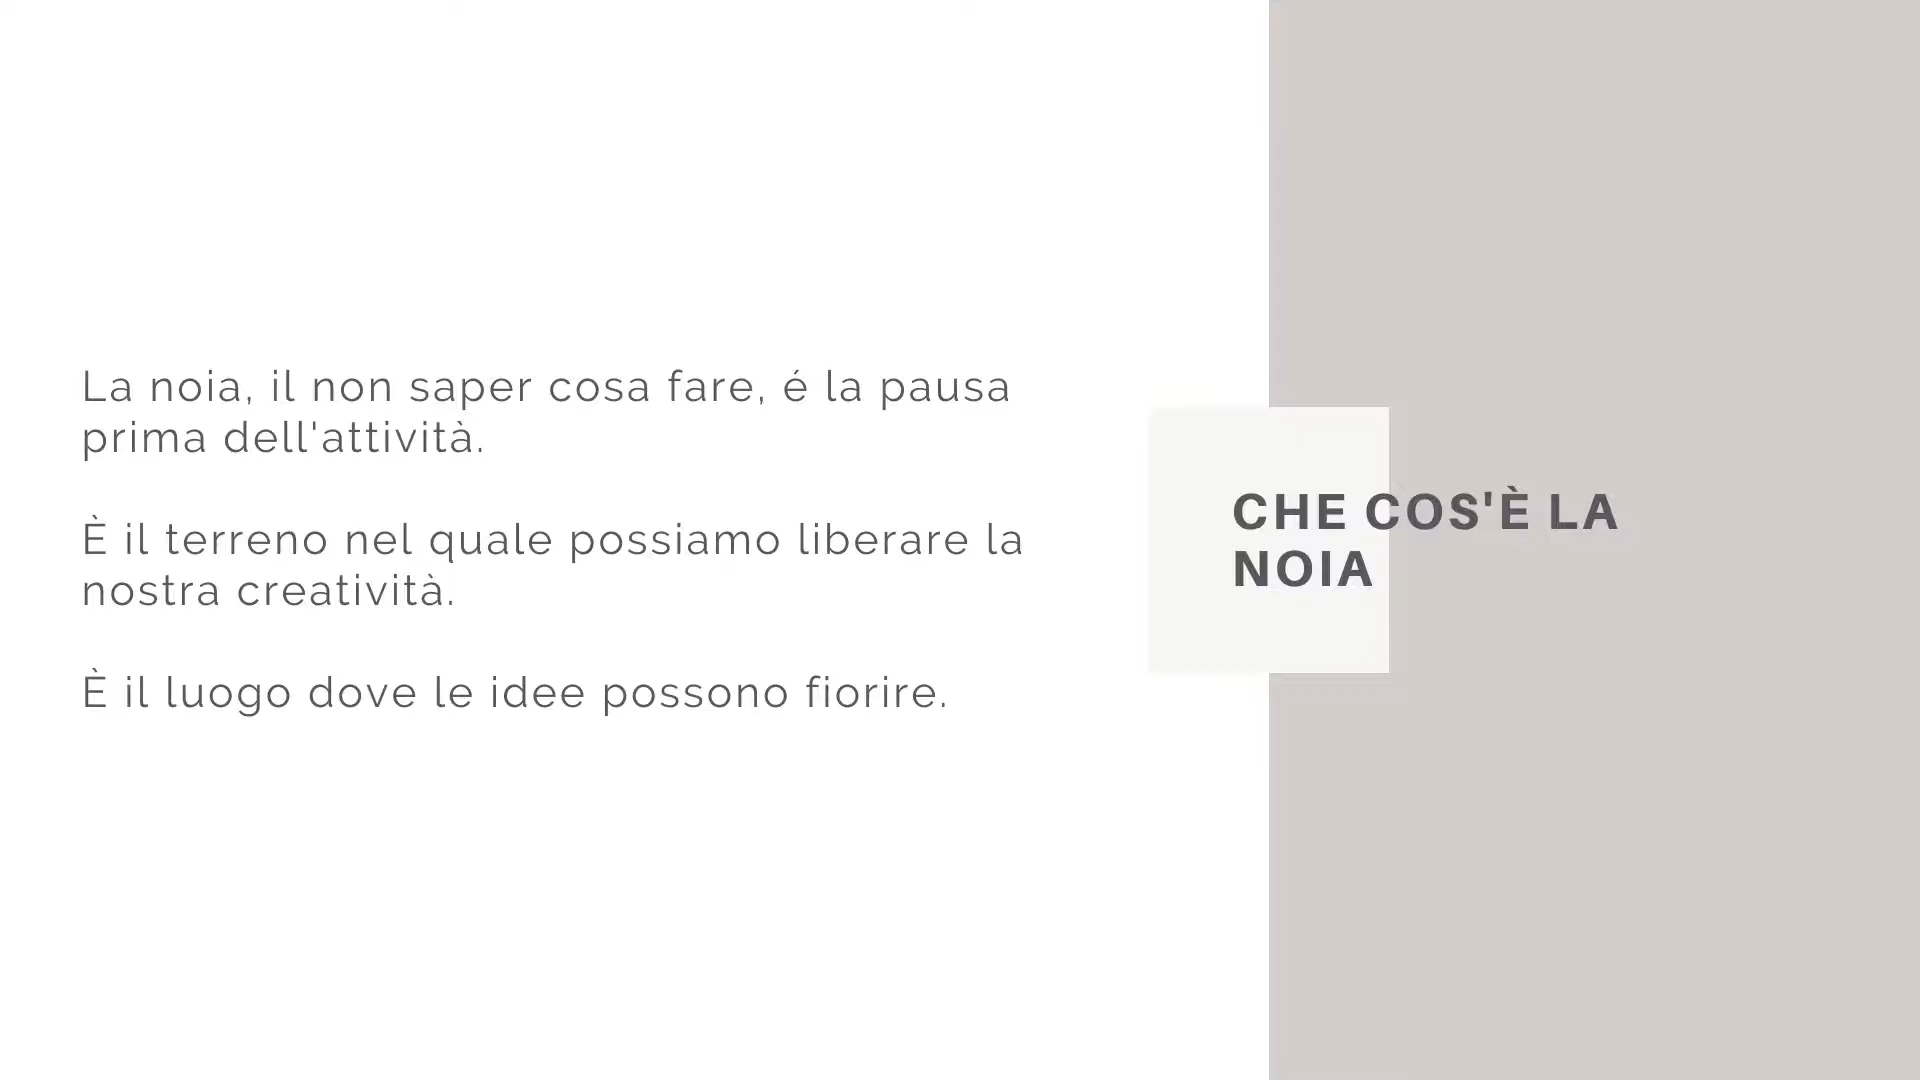 La noia, il non saper cosa fare, é la pausa
prima dell'attività.
È il terreno nel quale possiamo liberare la
nostra creatività.
È il luogo dove le idee possono fiorire.
CHE COS'È LA
NOIA